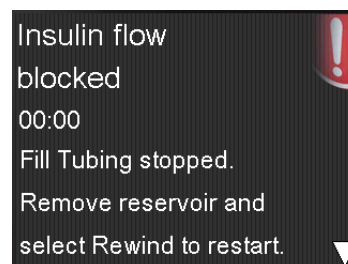 Insulin flow
blocked
00:00
Fill Tubing stopped.
Remove reservoir and
select Rewind to restart.